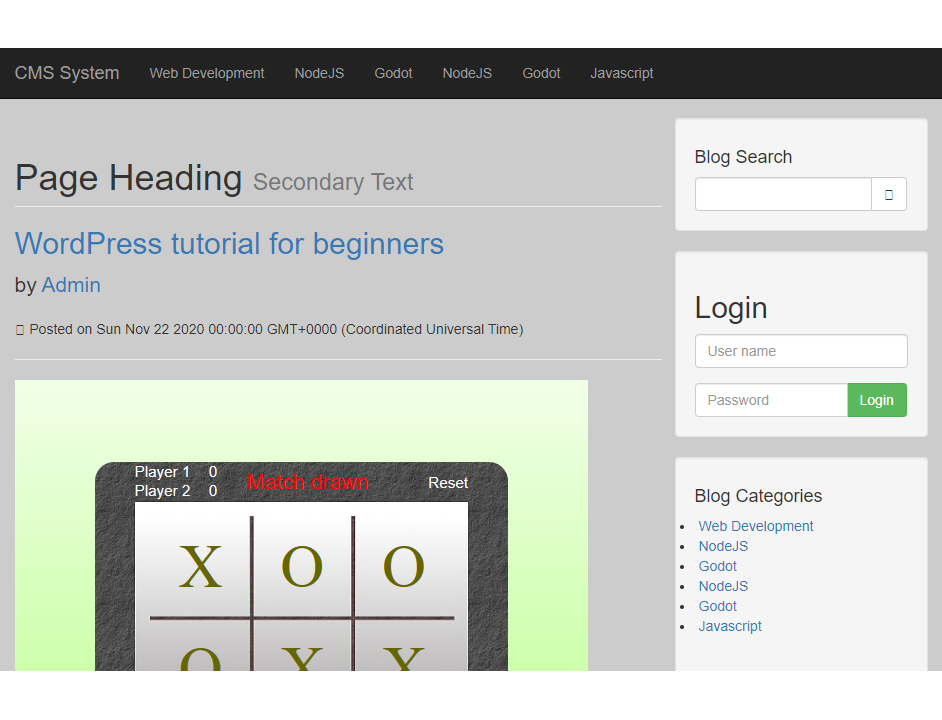 CMS System Web Development NodeJS Godot NodeJS Godot Javascript
Page Heading Secondary Text
WordPress tutorial for beginners
by Admin
Posted on Sun Nov 22 2020 00:00:00 GMT+0000 (Coordinated Universal Time)
Player 1 0
Player 2 0
Match drawn
Reset
X O O
O X X
Blog Search
Login
User name
Password Login
Blog Categories
Web Development
NodeJS
Godot
NodeJS
Godot
Javascript